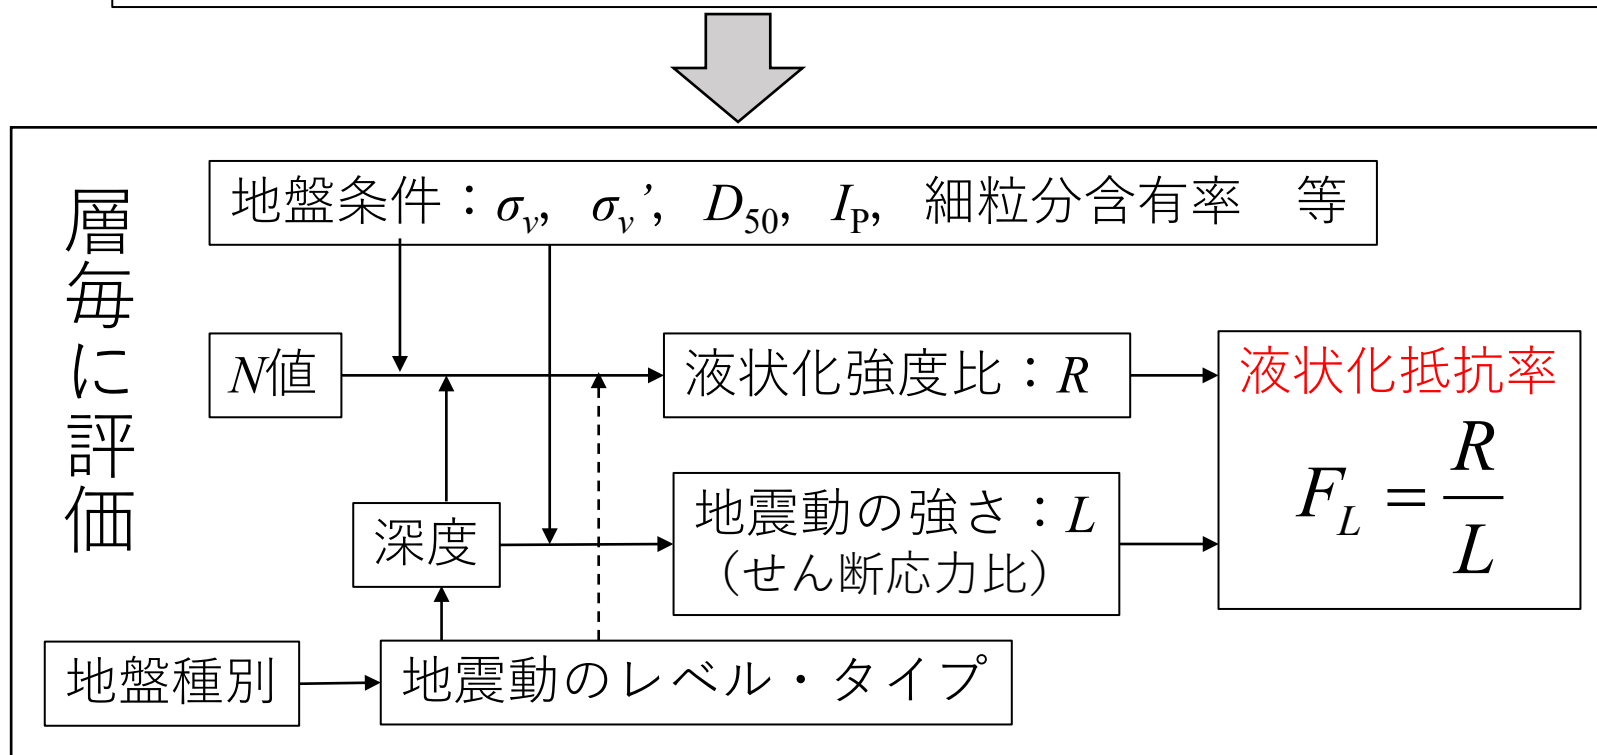 層毎に評価
地盤条件：σv, σv’, D50, IP, 細粒分含有率　等
N値
液状化強度比：R
液状化抵抗率
FL = R/L
深度
地震動の強さ：L
（せん断応力比）
地盤種別
地震動のレベル・タイプ